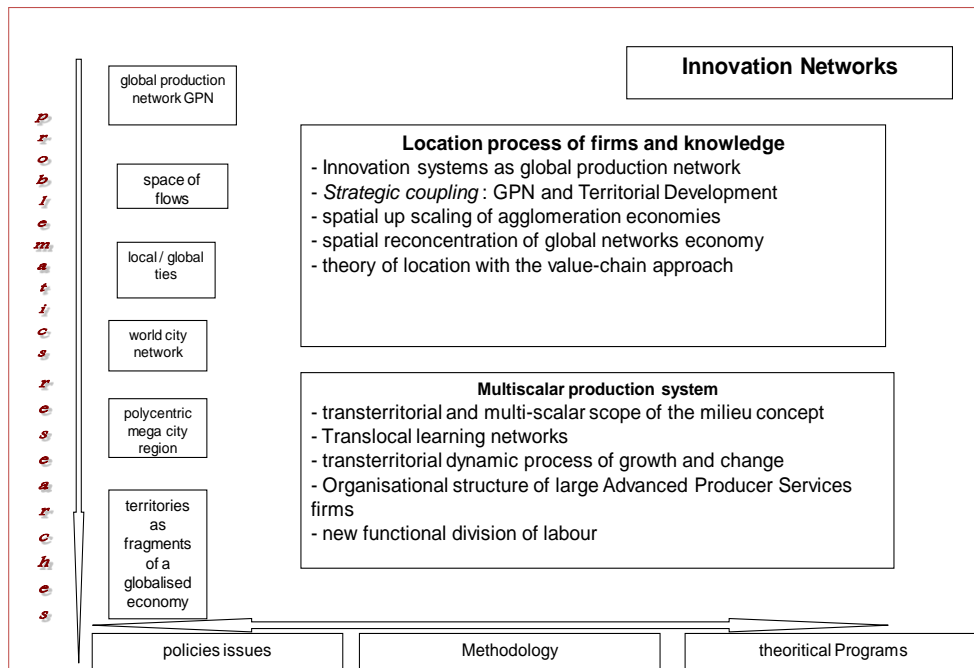 Innovation Networks
problematics researches
global production
network GPN
space of
flows
local / global
ties
world city
network
polycentric
mega city
region
territories
as
fragments
of a
globalised
economy
Location process of firms and knowledge
- Innovation systems as global production network
- Strategic coupling : GPN and Territorial Development
- spatial up scaling of agglomeration economies
- spatial reconcentration of global networks economy
- theory of location with the value-chain approach
Multiscalar production system
- transterritorial and multi-scalar scope of the milieu concept
- Translocal learning networks
- transterritorial dynamic process of growth and change
- Organisational structure of large Advanced Producer Services
firms
- new functional division of labour
policies issues
Methodology
theoritical Programs